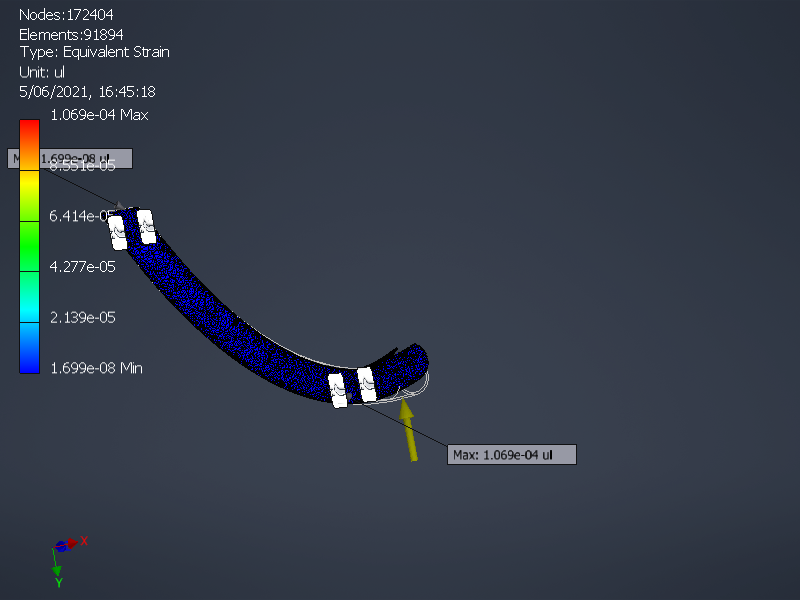 Nodes:172404
Elements:91894
Type: Equivalent Strain
Unit: ul
5/06/2021, 16:45:18
1.069e-04 Max
1.699e-08 ul
8.551e-05
6.414e-05
4.277e-05
2.139e-05
1.699e-08 Min
Max: 1.069e-04 ul
X
Y